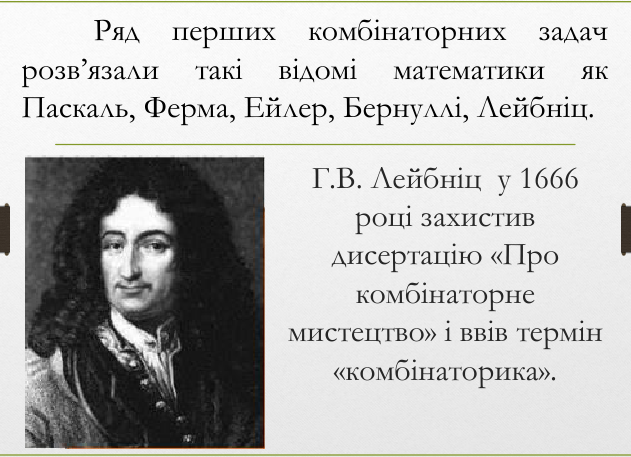 Ряд перших комбінаторних задач
розв’язали такі відомі математики як
Паскаль, Ферма, Ейлер, Бернуллі, Лейбніц.
Г.В. Лейбніц у 1666
році захистив
дисертацію «Про
комбінаторне
мистецтво» і ввів термін
«комбінаторика».